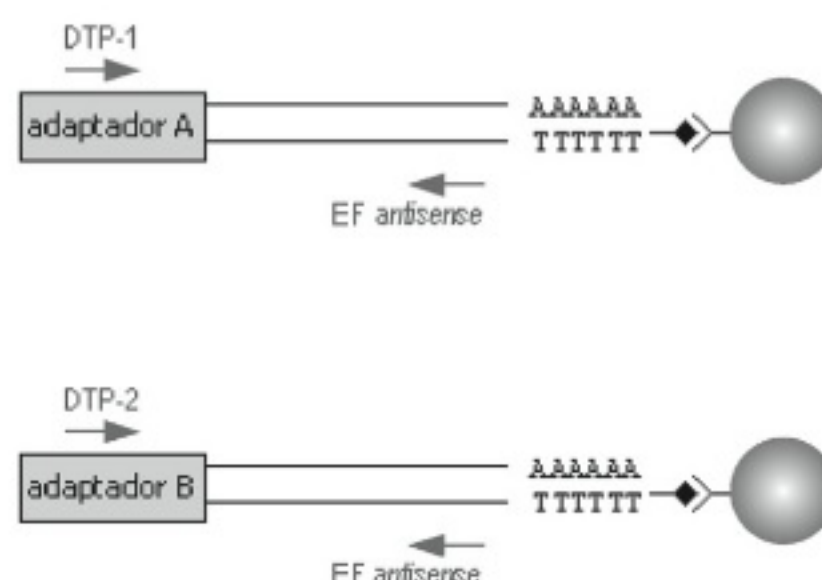 DTP-1
adaptador A
AAAAAA
TTTTTT
EF antisense
DTP-2
adaptador B
AAAAAA
TTTTTT
EF antisense